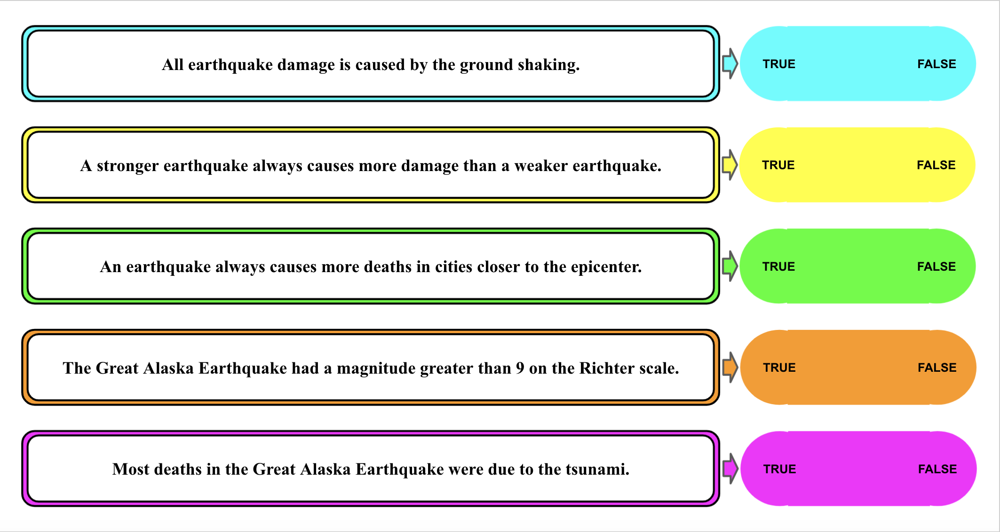 All earthquake damage is caused by the ground shaking.
TRUE FALSE
A stronger earthquake always causes more damage than a weaker earthquake.
TRUE FALSE
An earthquake always causes more deaths in cities closer to the epicenter.
TRUE FALSE
The Great Alaska Earthquake had a magnitude greater than 9 on the Richter scale.
TRUE FALSE
Most deaths in the Great Alaska Earthquake were due to the tsunami.
TRUE FALSE